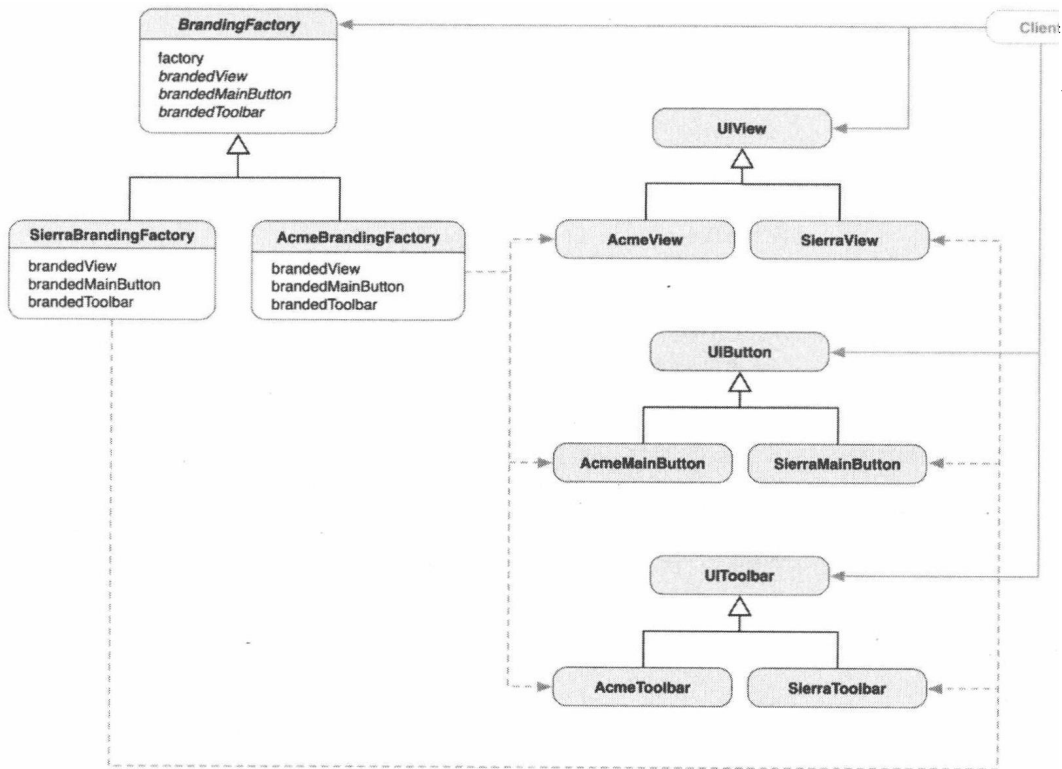 BrandingFactory
factory
brandedView
brandedMainButton
brandedToolbar
Client
UIView
SierraBrandingFactory
brandedView
brandedMainButton
brandedToolbar
AcmeBrandingFactory
brandedView
brandedMainButton
brandedToolbar
AcmeView
SierraView
UIButton
AcmeMainButton
SierraMainButton
UIToolbar
AcmeToolbar
SierraToolbar